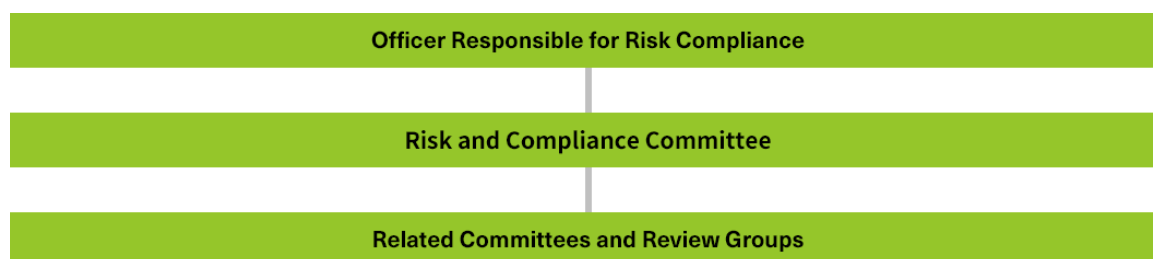 Officer Responsible for Risk Compliance
Risk and Compliance Committee
Related Committees and Review Groups